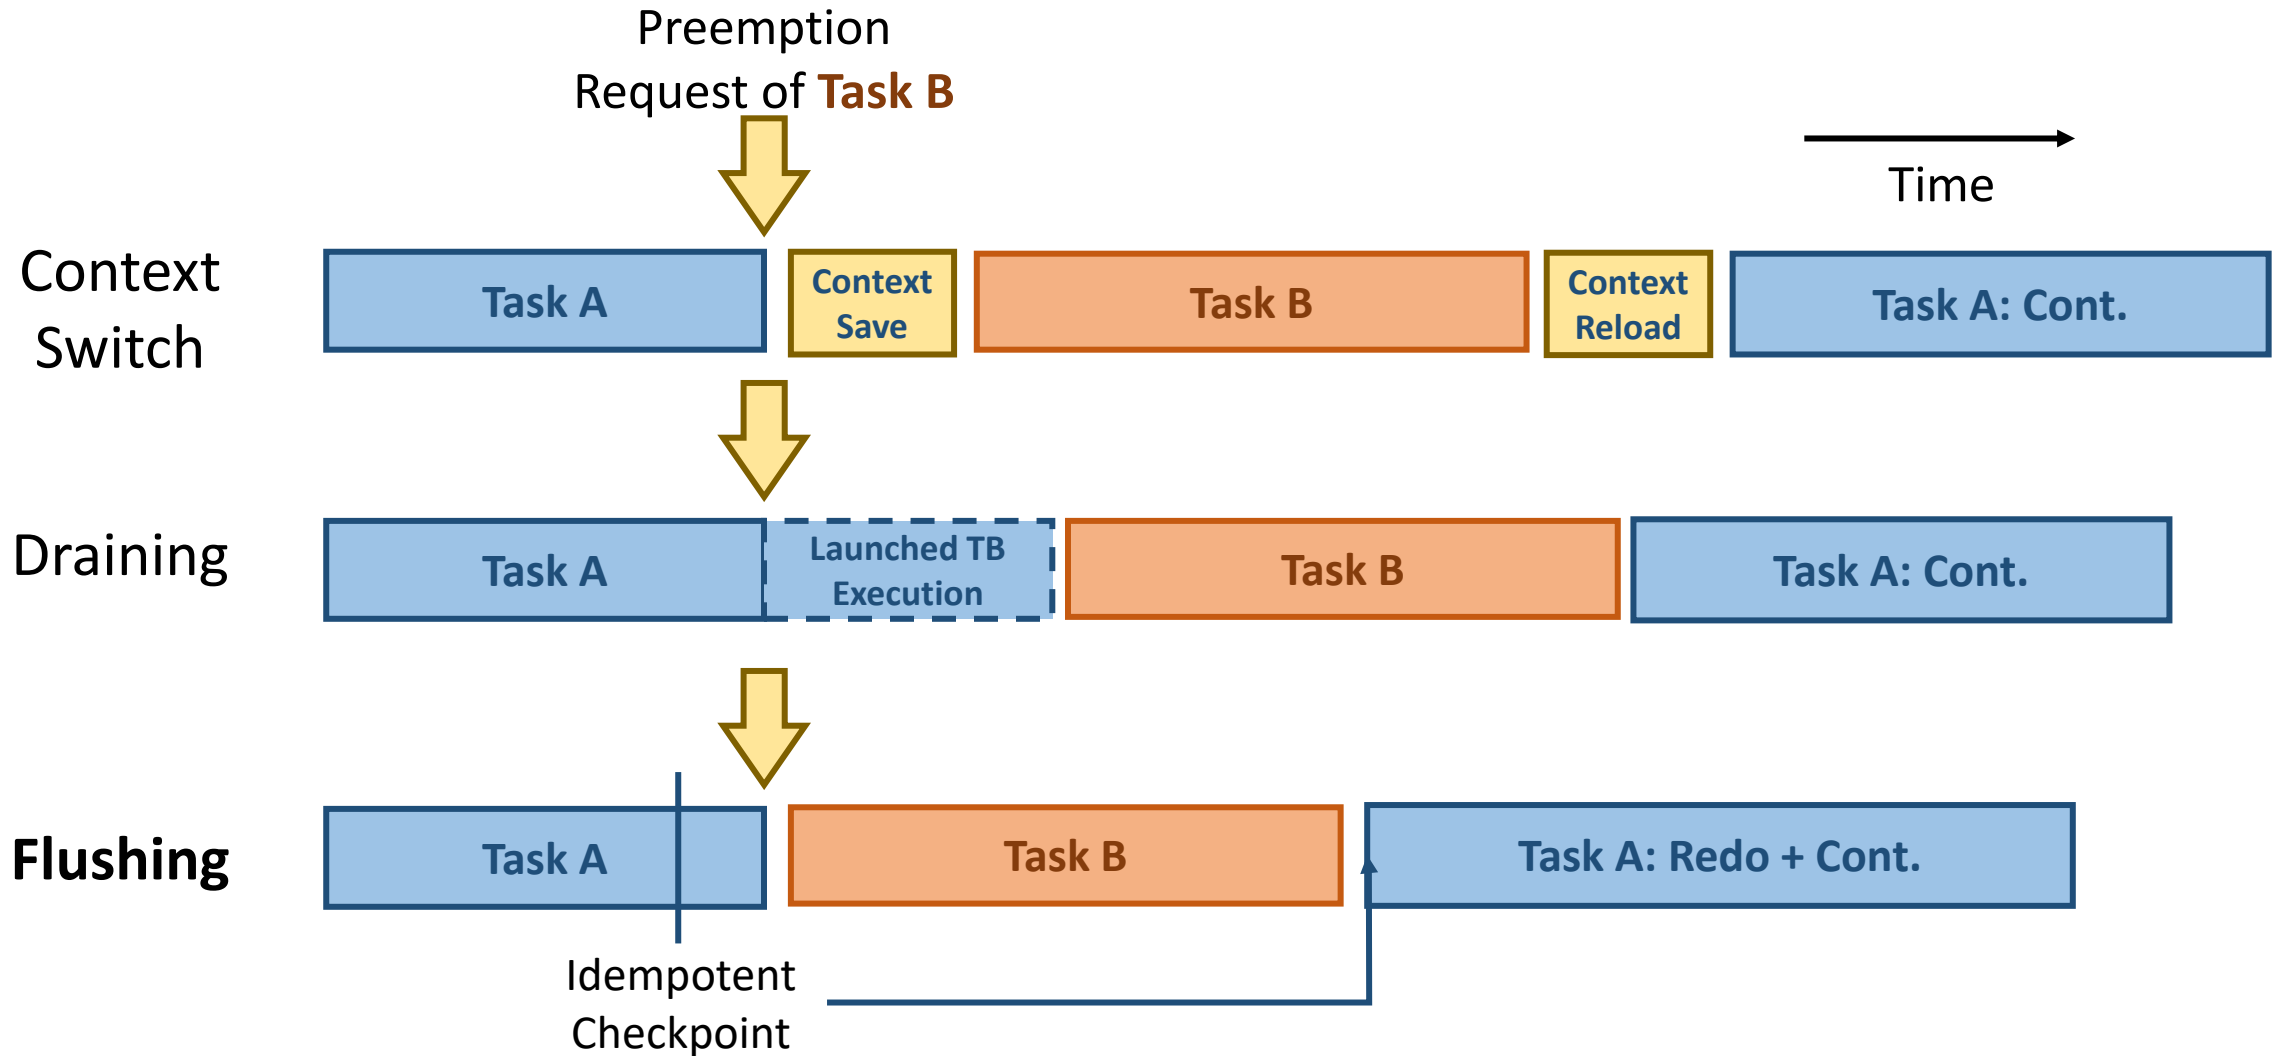 Preemption
Request of Task B
Time
Context
Switch
Task A
Context
Save
Task B
Context
Reload
Task A: Cont.
Draining
Task A
Launched TB
Execution
Task B
Task A: Cont.
Flushing
Task A
Task B
Task A: Redo + Cont.
Idempotent
Checkpoint